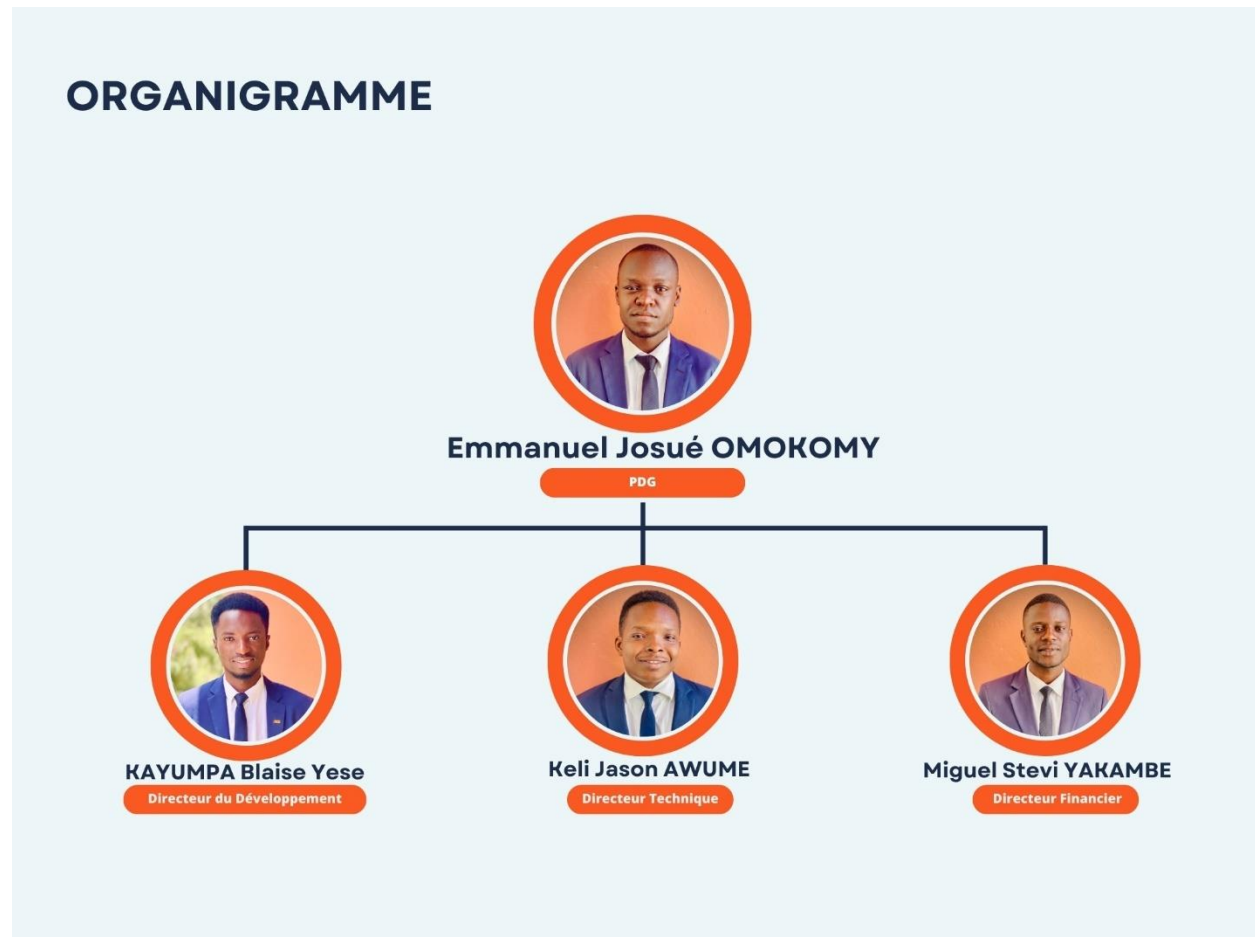 ORGANIGRAMME
Emmanuel Josué OMOKOMY
PDG
KAYUMPA Blaise Yese
Directeur du Développement
Keli Jason AWUME
Directeur Technique
Miguel Stevi YAKAMBE
Directeur Financier